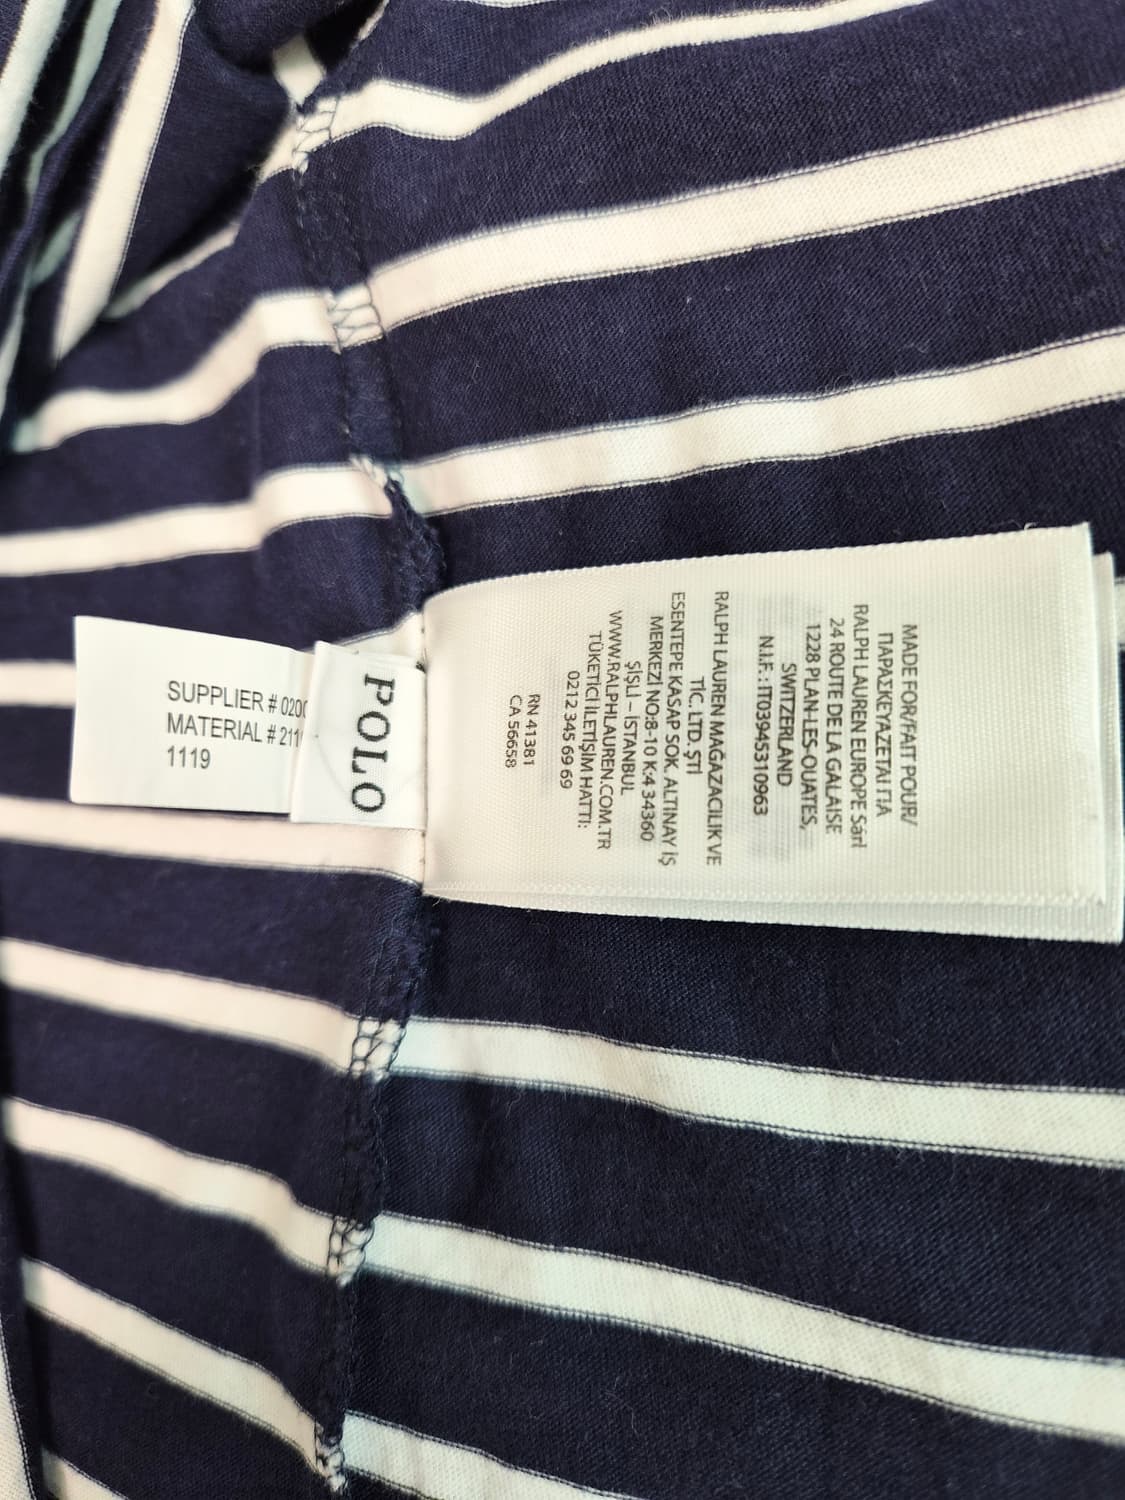 MADE FOR/FAIT POUR/
ΠΑΡΑΣΚΕΥΑΖΕΤΑΙ ΓΙΑ
RALPH LAUREN EUROPE Sàrl
24 ROUTE DE LA GALAISE
1228 PLAN-LES-OUATES,
SWITZERLAND
N.I.F. : IT03945310963
RALPH LAUREN MAĞAZACILIK VE
TİC. LTD. ŞTİ
ESENTEPE KASAP SOK. ALTINAY İŞ
MERKEZİ NO:8-10 K:4 34360
ŞİŞLİ – İSTANBUL
WWW.RALPHLAUREN.COM.TR
TÜKETİCİ İLETİŞİM HATTI:
0212 345 69 69
RN 41381
CA 56658
POLO
SUPPLIER # 020
MATERIAL # 211
1119